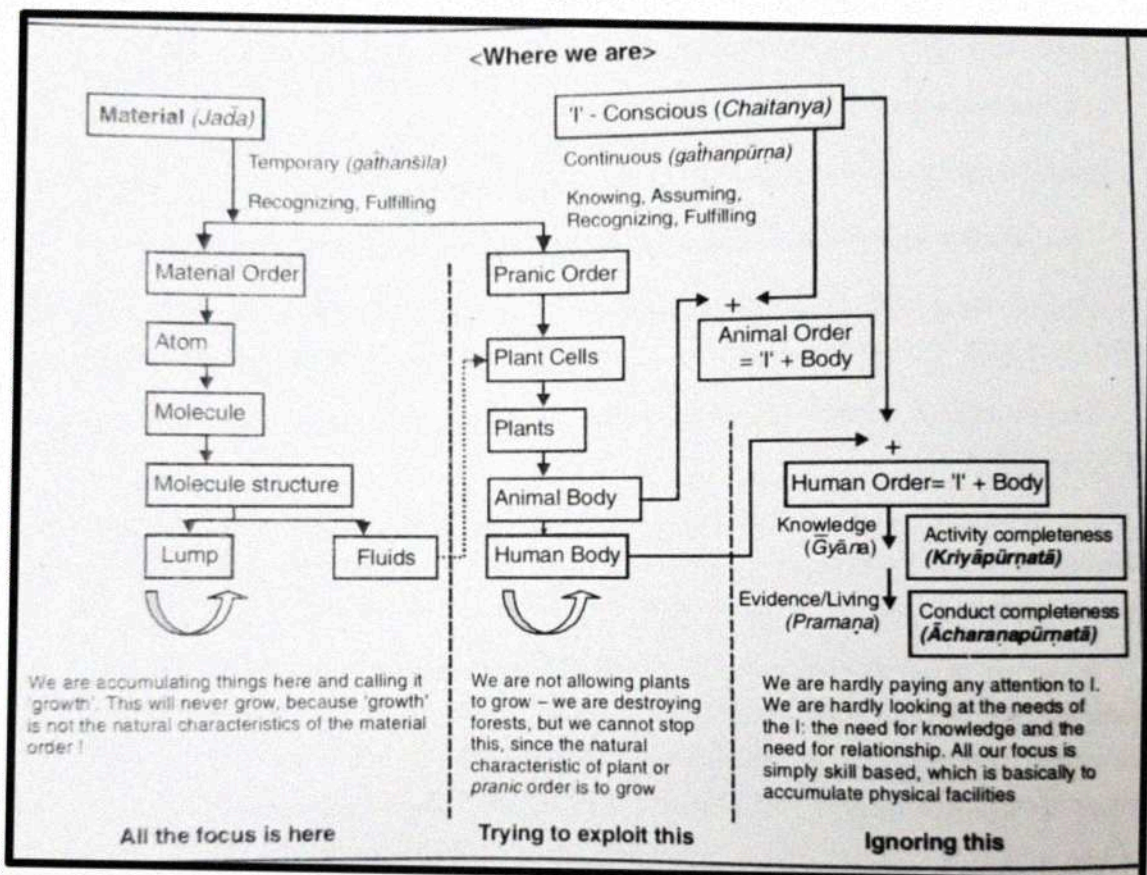 <Where we are>
Material (Jaḍa)
Temporary (gaṫhanṡīla)
Recognizing, Fulfilling
'I' - Conscious (Chaitanya)
Continuous (gaṫhanpūrṇa)
Knowing, Assuming,
Recognizing, Fulfilling
Material Order
Atom
Molecule
Molecule structure
Lump
Fluids
Pranic Order
Plant Cells
Plants
Animal Body
Human Body
+
Animal Order
= 'I' + Body
+
Human Order= 'I' + Body
Knowledge
(Ḡyāna)
Activity completeness
(Kriyāpūrṇatā)
Evidence/Living
(Pramaṇa)
Conduct completeness
(Ācharaṇapūrṇatā)
We are accumulating things here and calling it
'growth'. This will never grow, because 'growth'
is not the natural characteristics of the material
order !
All the focus is here
We are not allowing plants
to grow – we are destroying
forests, but we cannot stop
this, since the natural
characteristic of plant or
pranic order is to grow
Trying to exploit this
We are hardly paying any attention to I.
We are hardly looking at the needs of
the I: the need for knowledge and the
need for relationship. All our focus is
simply skill based, which is basically to
accumulate physical facilities
Ignoring this